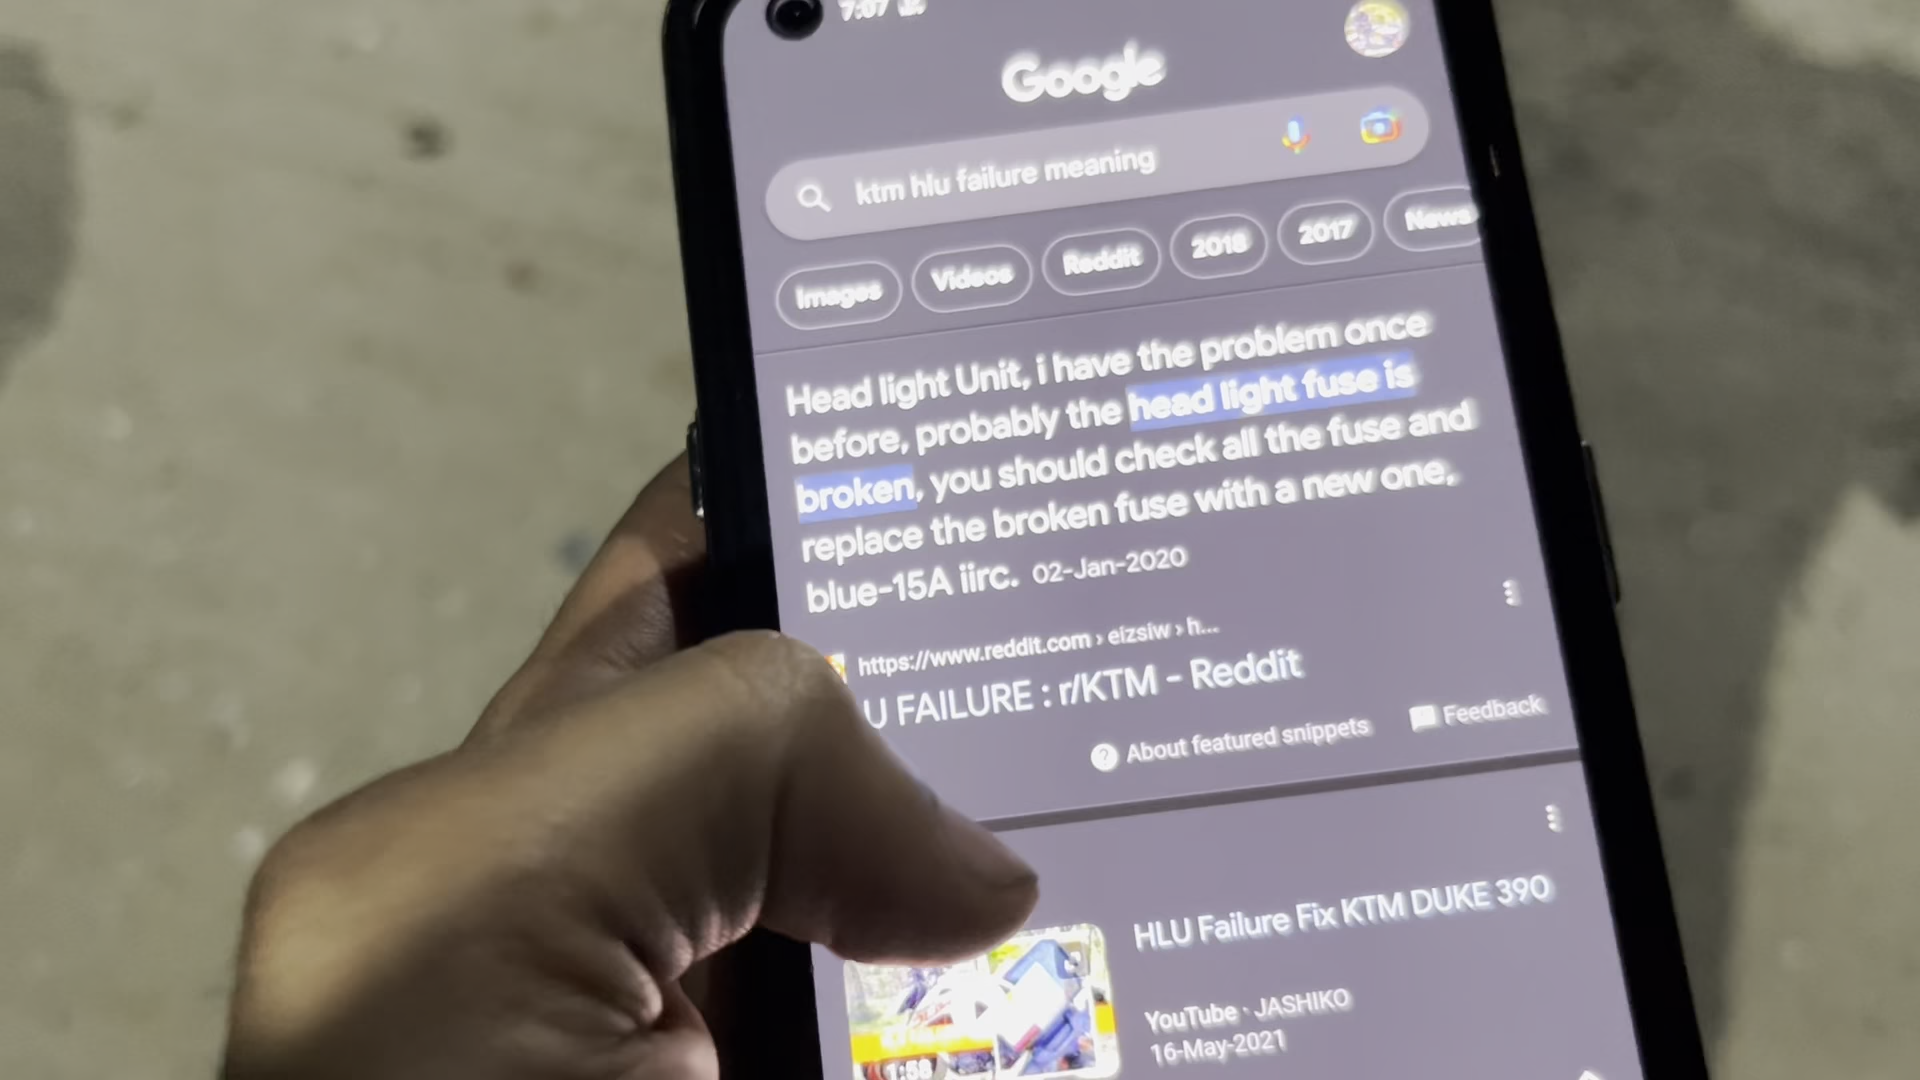 7:07
Google
ktm hlu failure meaning
Images Videos Reddit 2018 2017 News
Head light Unit, i have the problem once
before, probably the head light fuse is
broken, you should check all the fuse and
replace the broken fuse with a new one,
blue-15A iirc. 02-Jan-2020
https://www.reddit.com › eizsiw › h...
U FAILURE : r/KTM - Reddit
About featured snippets Feedback
HLU Failure Fix KTM DUKE 390
YouTube · JASHIKO
16-May-2021
1:58